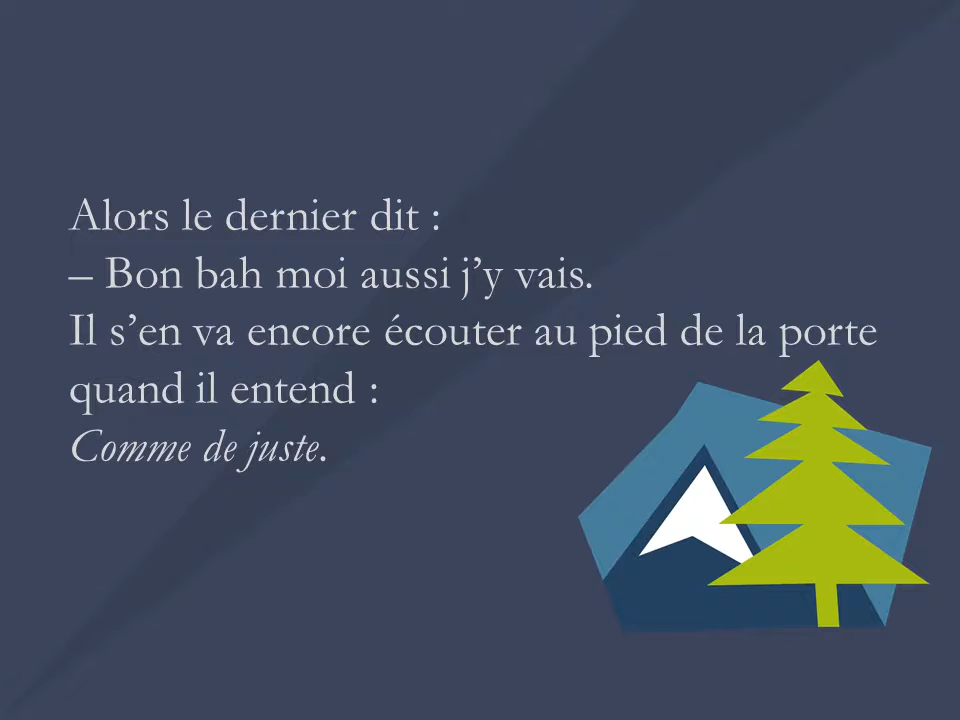 Alors le dernier dit :
– Bon bah moi aussi j’y vais.
Il s’en va encore écouter au pied de la porte
quand il entend :
Comme de juste.